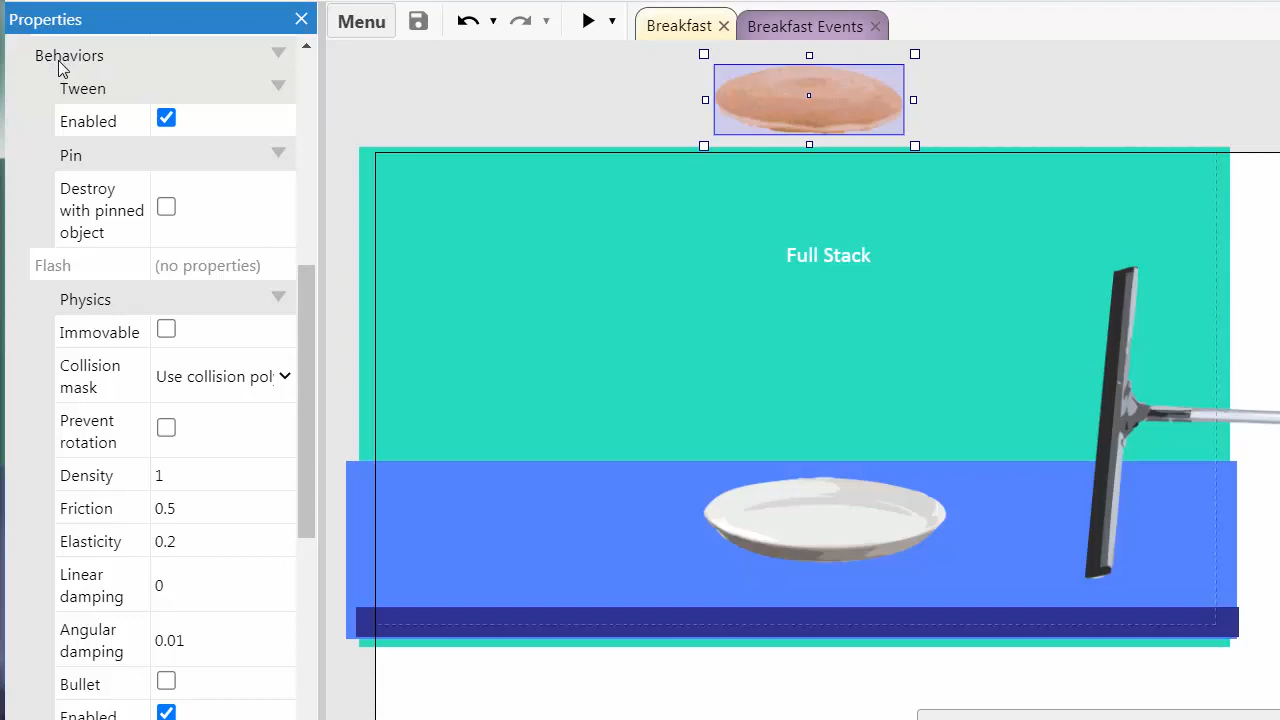 Properties
Menu
Breakfast
Breakfast Events
Behaviors
Tween
Enabled
Pin
Destroy
with pinned
object
Flash (no properties)
Physics
Immovable
Collision
mask
Use collision pol
Prevent
rotation
Density 1
Friction 0.5
Elasticity 0.2
Linear
damping
0
Angular
damping
0.01
Bullet
Enabled
Full Stack